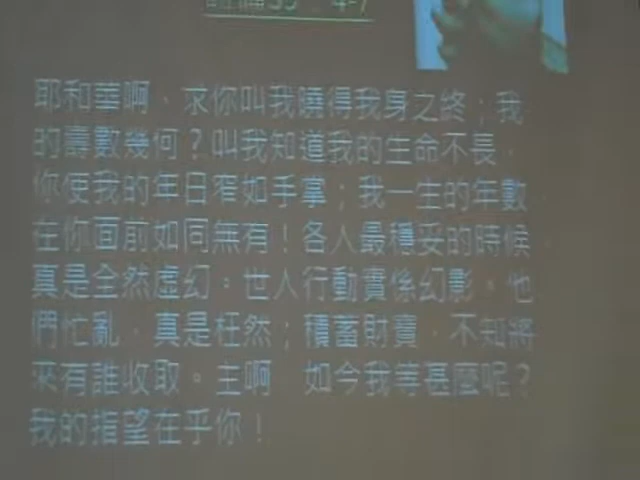 39：4-7
耶和華啊，求你叫我曉得我身之終；我
的壽數幾何？叫我知道我的生命不長。
你使我的年日窄如手掌；我一生的年數
在你面前如同無有！各人最穩妥的時候
真是全然虛幻。世人行動實係幻影。他
們忙亂，真是枉然；積蓄財寶，不知將
來有誰收取。主啊　如今我等甚麼呢？
我的指望在乎你！